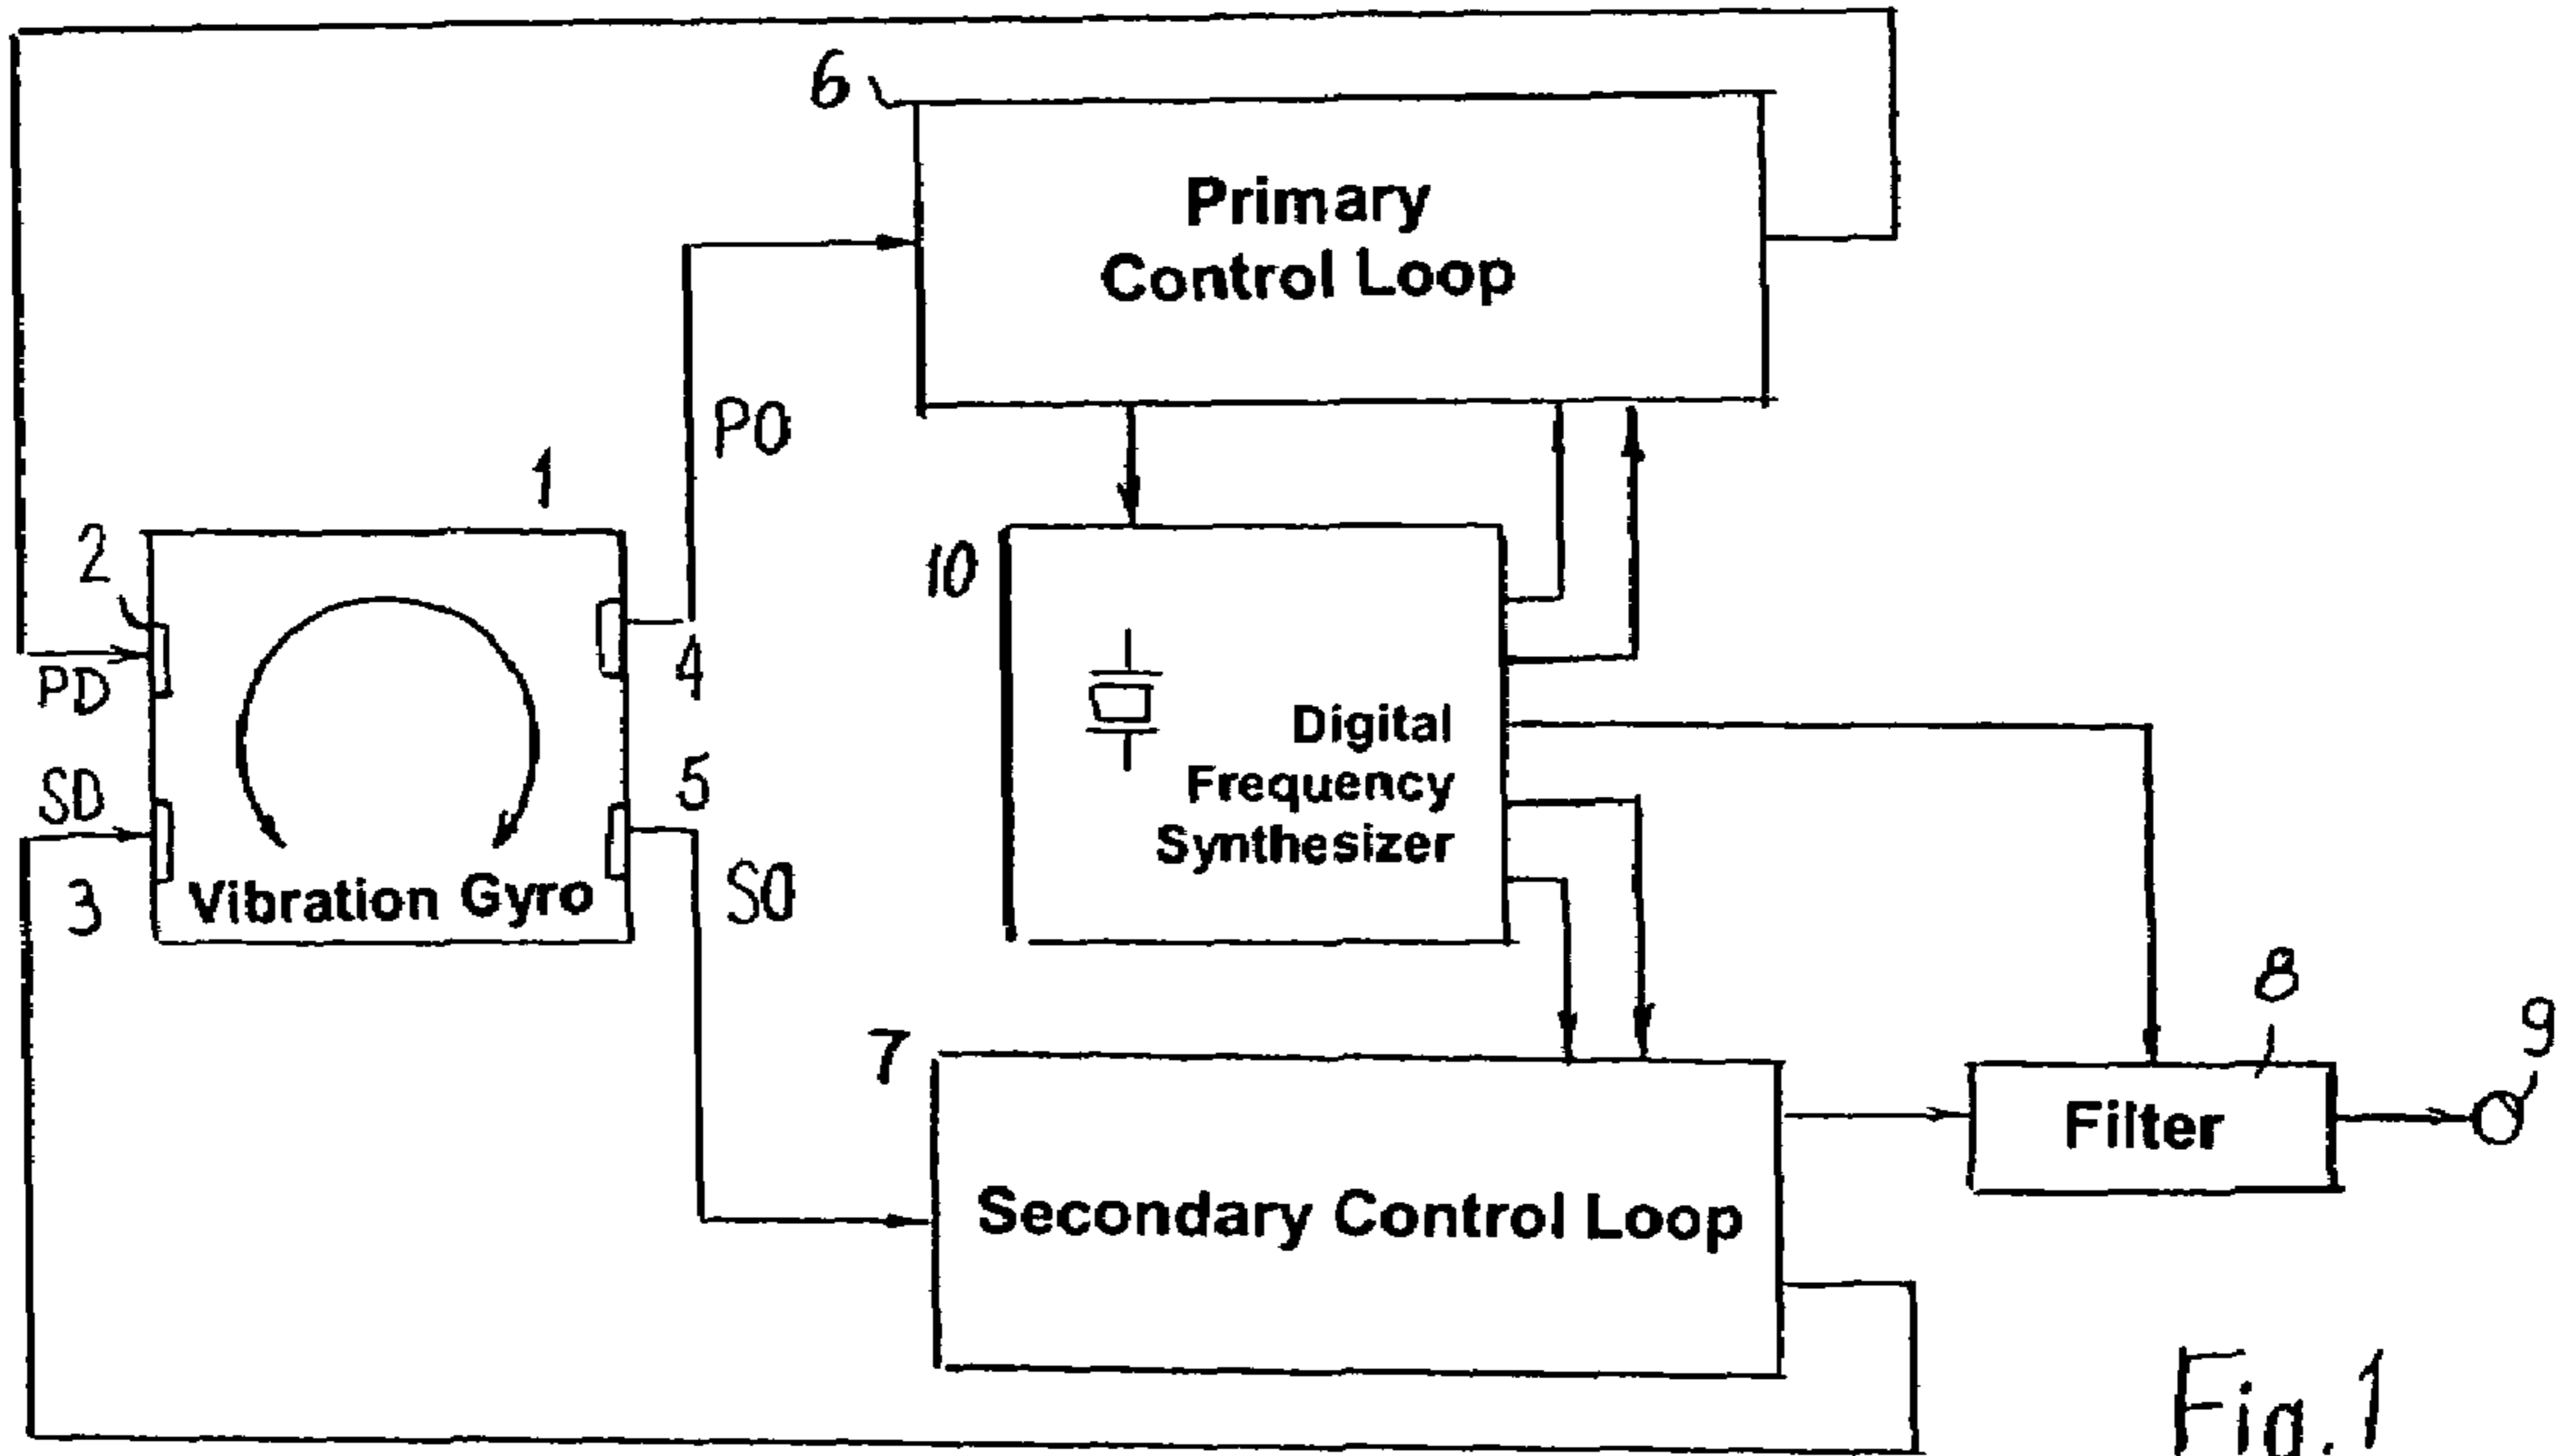 6
Primary
Control Loop
PO
1
2
10
4
PD
Digital
Frequency
Synthesizer
SD
5
3
Vibration Gyro
SO
7
8
9
Filter
Secondary Control Loop
Fig. 1